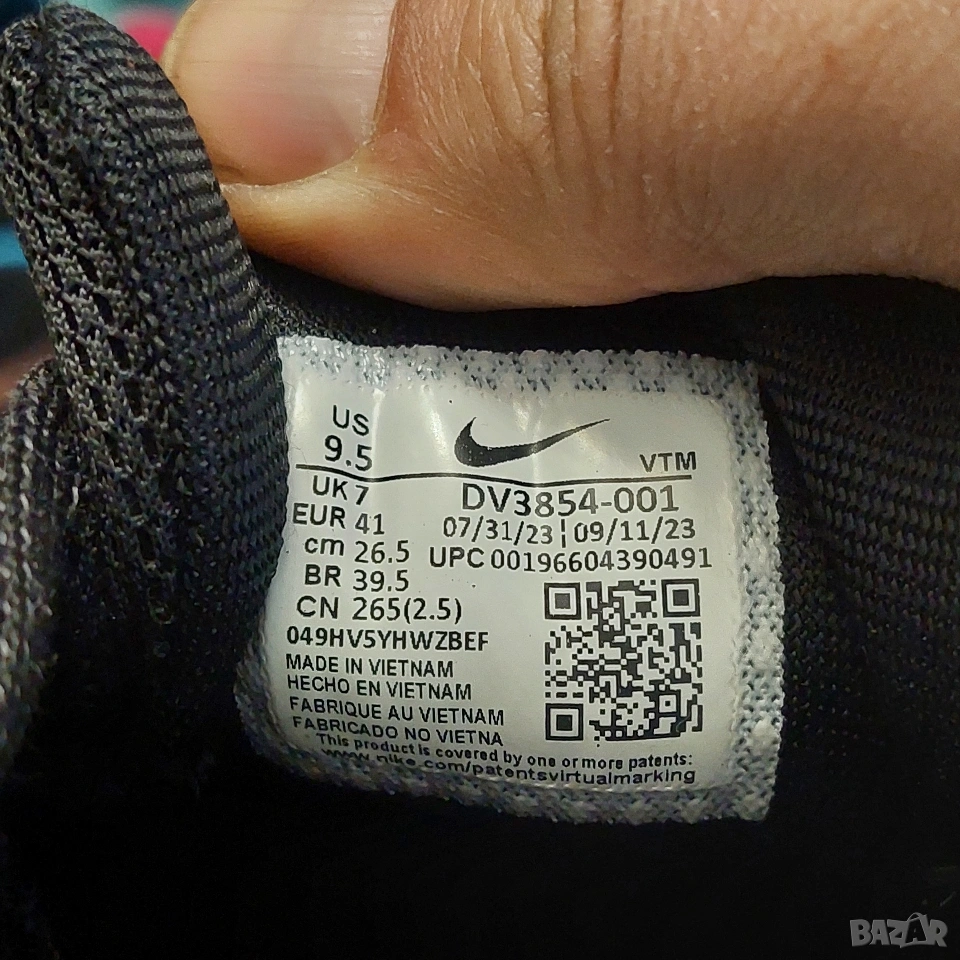 US
9.5
VTM
UK 7
DV3854-001
EUR 41
07/31/23 | 09/11/23
cm 26.5
UPC 00196604390491
BR 39.5
CN 265(2.5)
049HV5YHWZBEF
MADE IN VIETNAM
HECHO EN VIETNAM
FABRIQUE AU VIETNAM
FABRICADO NO VIETNA
This product is covered by one or more patents:
www.nike.com/patentsvirtualmarking
BAZAR